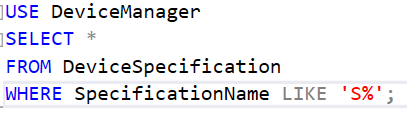 USE DeviceManager
SELECT *
FROM DeviceSpecification
WHERE SpecificationName LIKE 'S%';